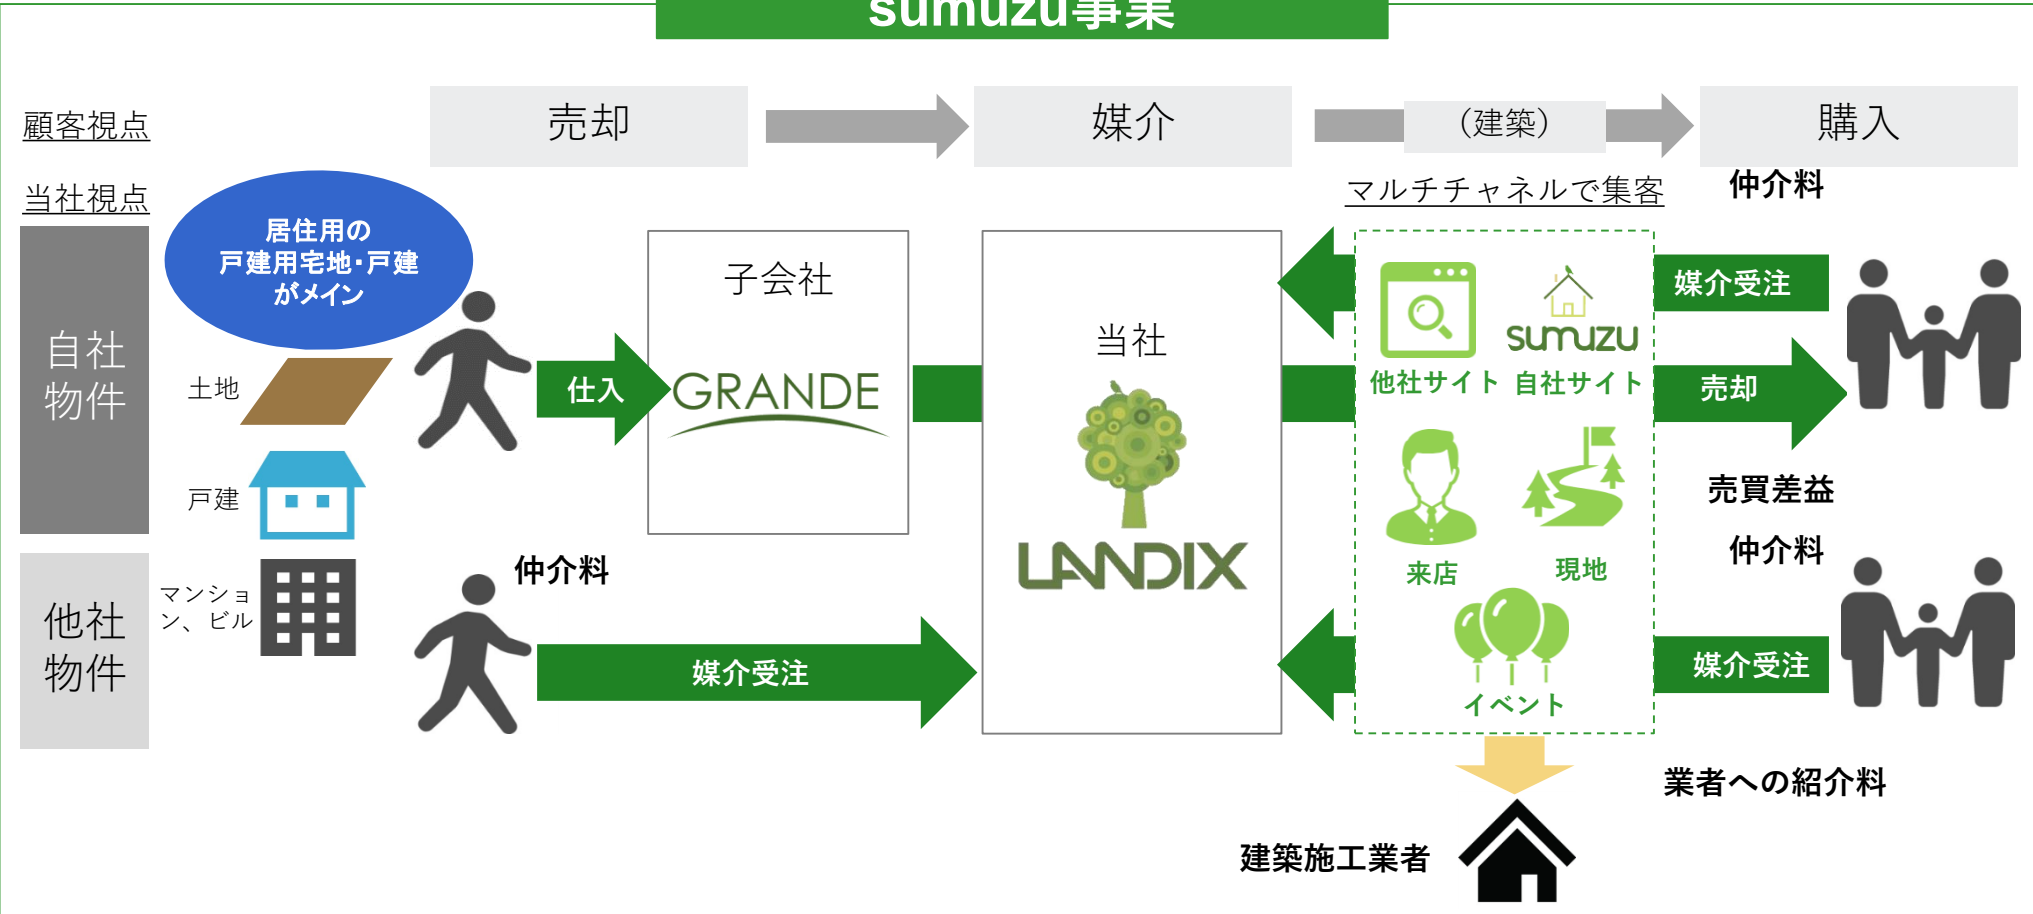 sumuzu事業
顧客視点
売却
媒介
（建築）
購入
当社視点
マルチチャネルで集客
仲介料
居住用の
戸建用宅地・戸建
がメイン
自社
物件
土地
戸建
仕入
子会社
GRANDE
当社
LANDIX
他社サイト
sumuzu
自社サイト
来店
現地
イベント
媒介受注
売却
売買差益
仲介料
他社
物件
マンショ
ン、ビル
仲介料
媒介受注
媒介受注
業者への紹介料
建築施工業者